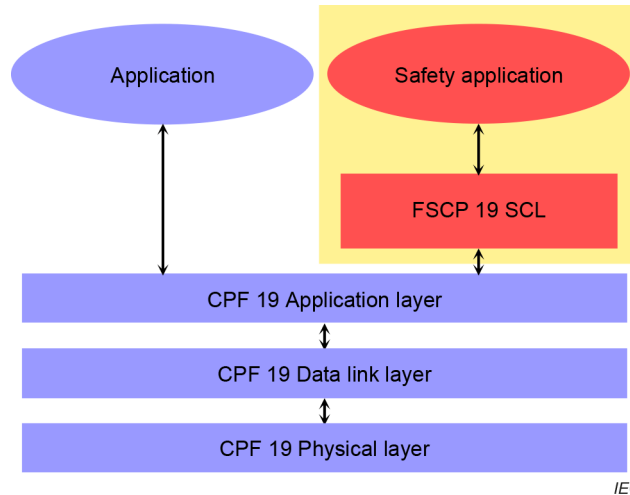 Application
Safety application
FSCP 19 SCL
CPF 19 Application layer
CPF 19 Data link layer
CPF 19 Physical layer
IE